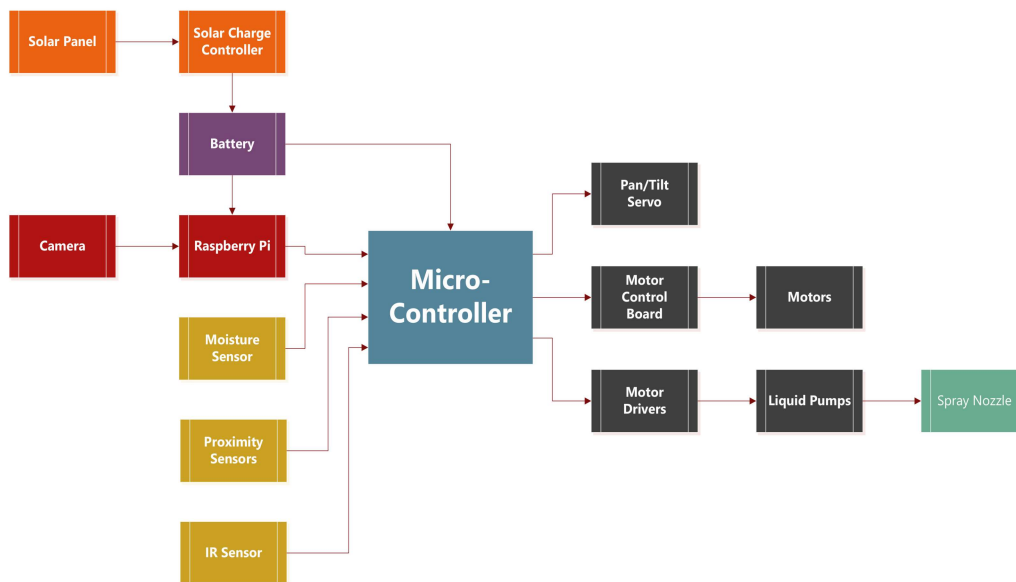 Solar Panel
Solar Charge
Controller
Battery
Camera
Raspberry Pi
Moisture
Sensor
Proximity
Sensors
IR Sensor
Micro-
Controller
Pan/Tilt
Servo
Motor
Control
Board
Motors
Motor
Drivers
Liquid Pumps
Spray Nozzle